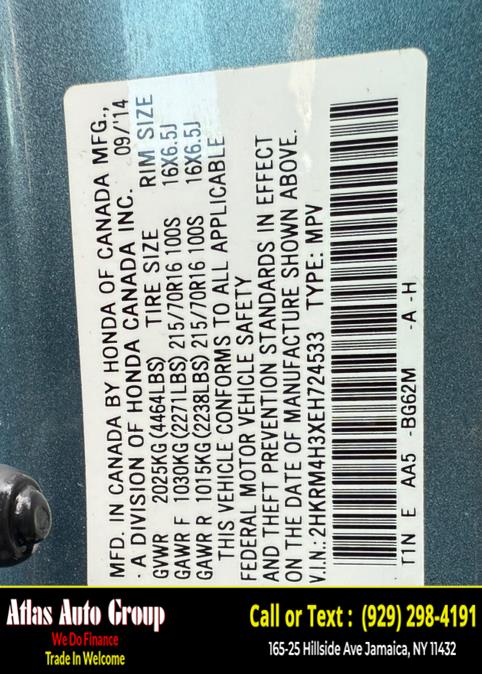 MFD. IN CANADA BY HONDA OF CANADA MFG.,
A DIVISION OF HONDA CANADA INC. 09/'14
GVWR 2025KG (4464LBS) TIRE SIZE RIM SIZE
GAWR F 1030KG (2271LBS) 215/70R16 100S 16X6.5J
GAWR R 1015KG (2238LBS) 215/70R16 100S 16X6.5J
THIS VEHICLE CONFORMS TO ALL APPLICABLE
FEDERAL MOTOR VEHICLE SAFETY
AND THEFT PREVENTION STANDARDS IN EFFECT
ON THE DATE OF MANUFACTURE SHOWN ABOVE.
V.I.N.: 2HKRM4H3XEH724533 TYPE: MPV
T1N E AA5 -BG62M -A -H
Atlas Auto Group
We Do Finance
Trade In Welcome
Call or Text : (929) 298-4191
165-25 Hillside Ave Jamaica, NY 11432